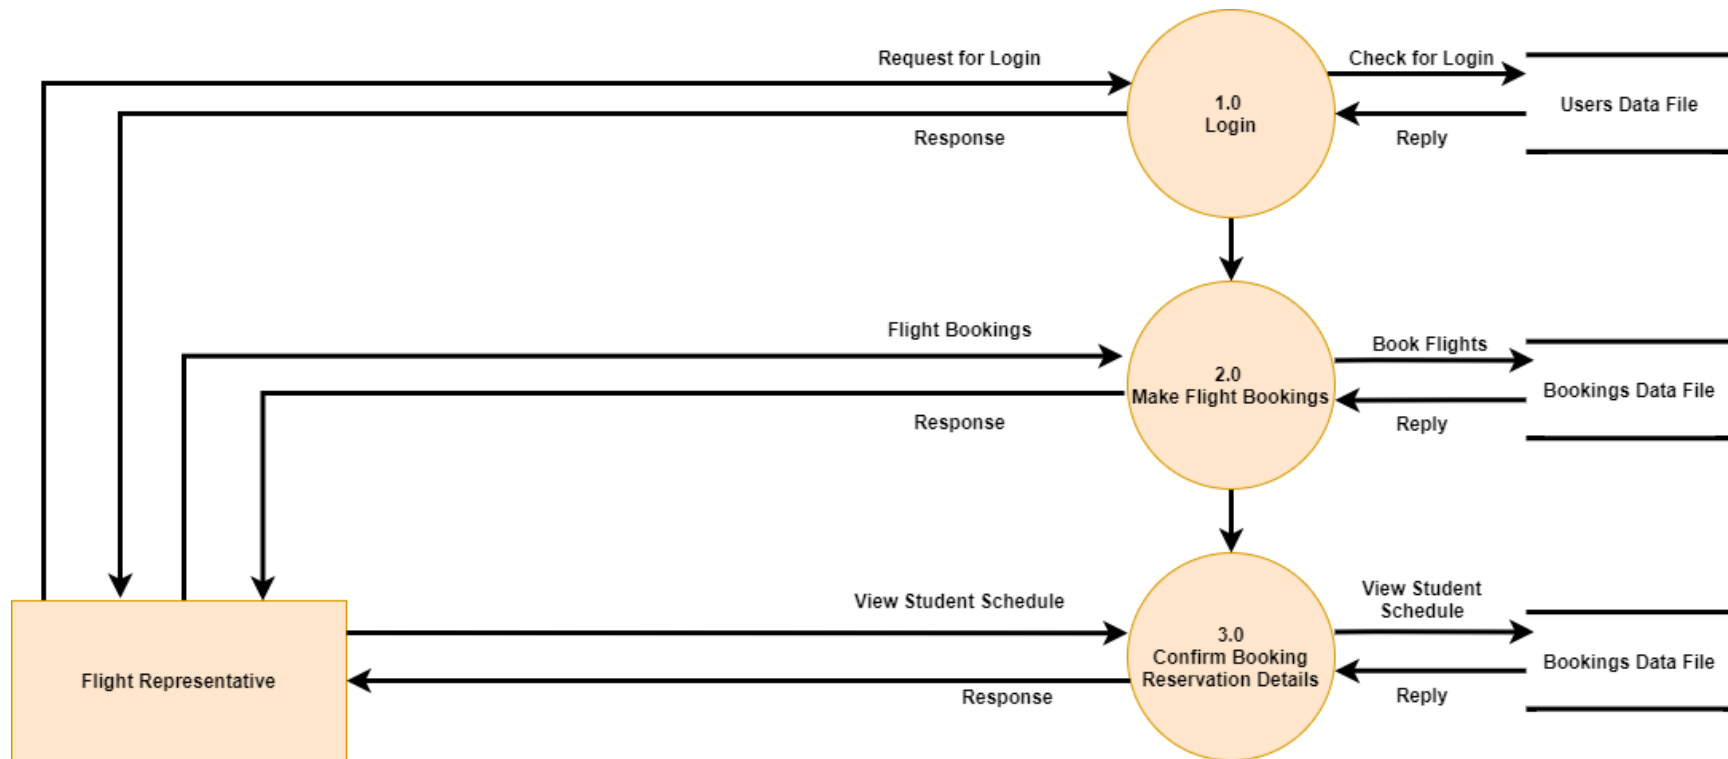 Request for Login
Check for Login
1.0
Login
Users Data File
Response
Reply
Flight Bookings
Book Flights
2.0
Make Flight Bookings
Bookings Data File
Response
Reply
View Student Schedule
View Student
Schedule
3.0
Confirm Booking
Reservation Details
Bookings Data File
Flight Representative
Response
Reply